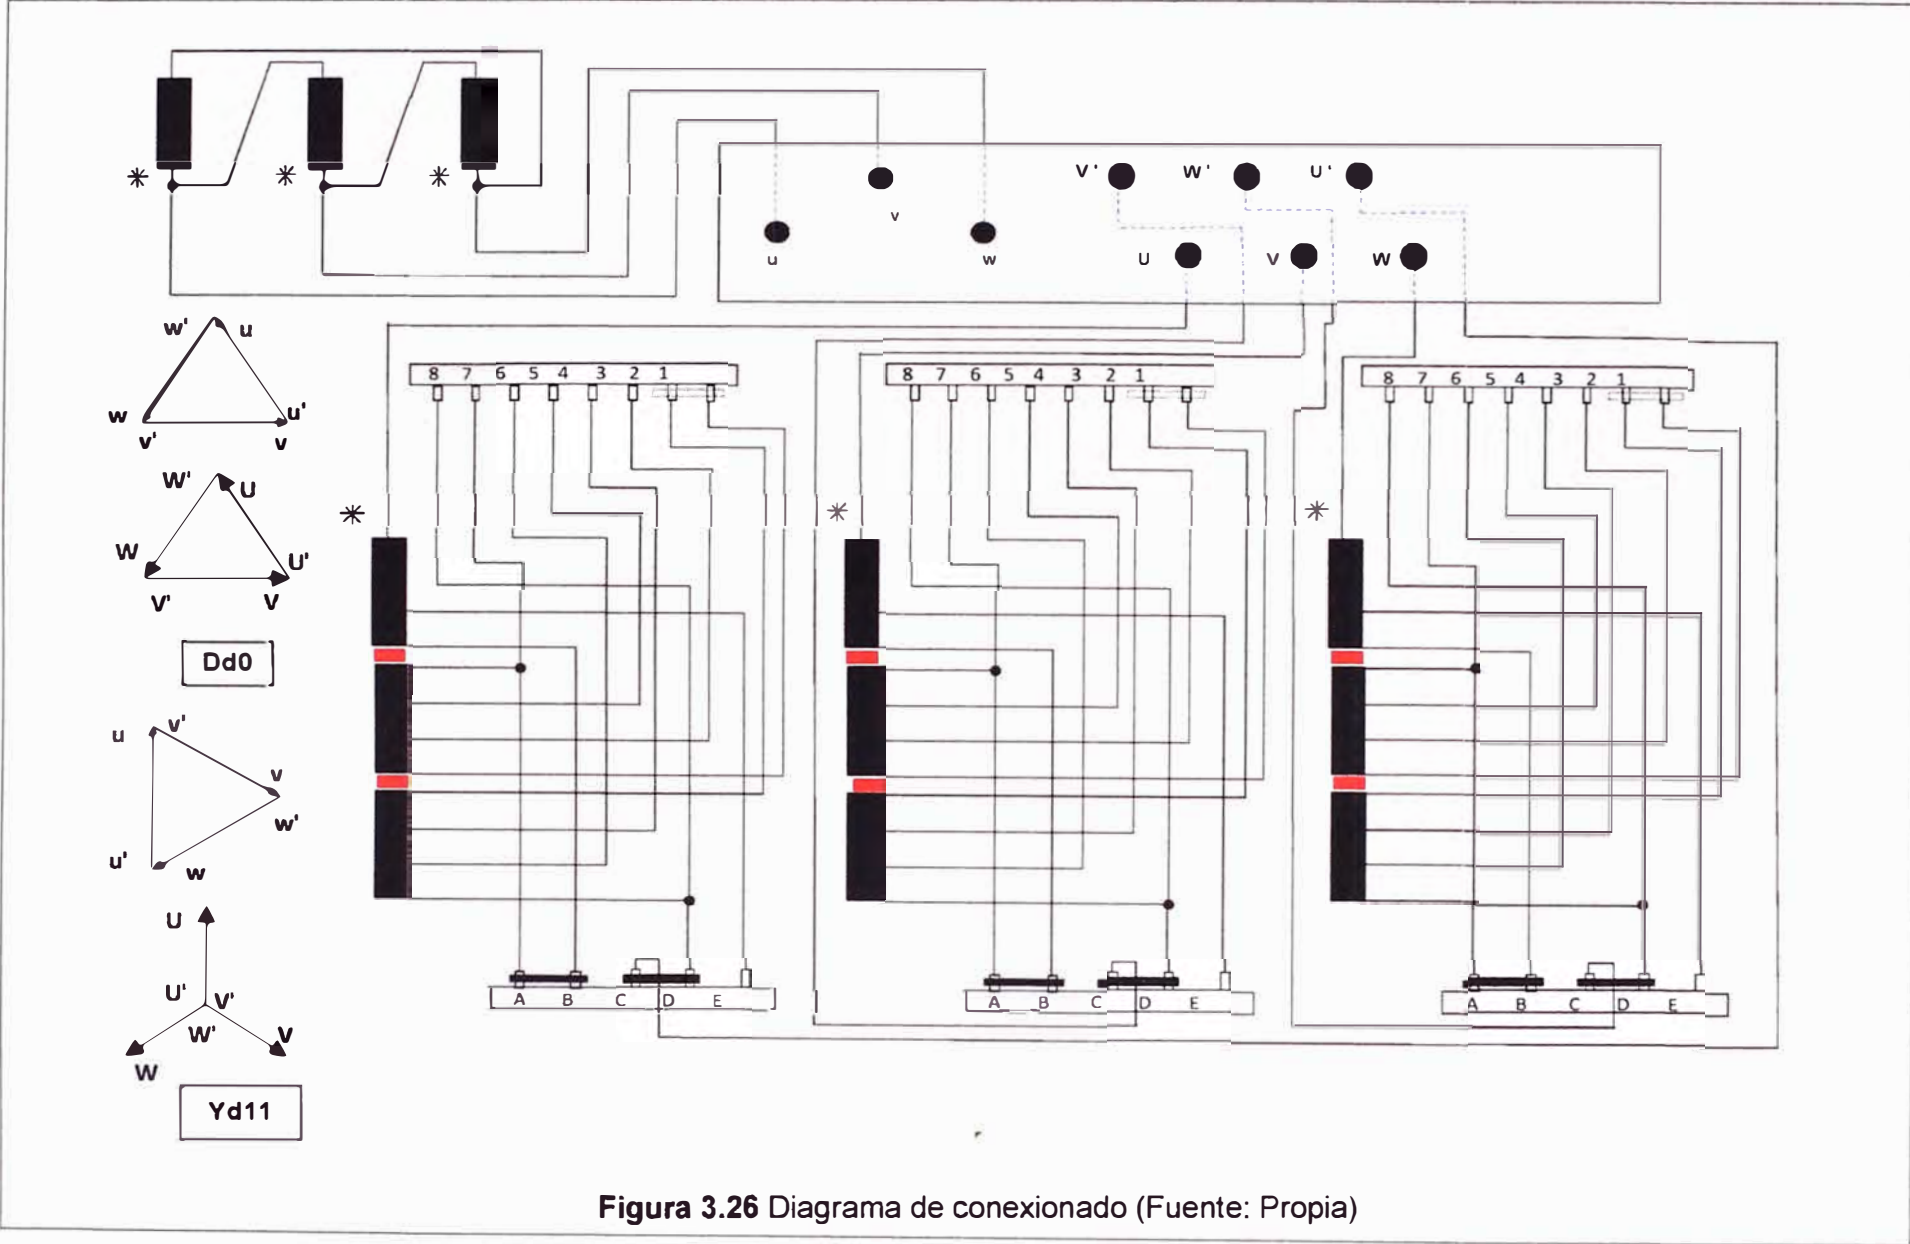 * * *
V' W' U'
v
u w
U V W
w' u
w u'
v' v
W' U
W U'
V' V
Dd0
u v'
v
w'
u'
w
U
U' V'
W' V
W
Yd11
8 7 6 5 4 3 2 1
8 7 6 5 4 3 2 1
8 7 6 5 4 3 2 1
* * *
A B C D E
A B C D E
A B C D E
Figura 3.26 Diagrama de conexionado (Fuente: Propia)